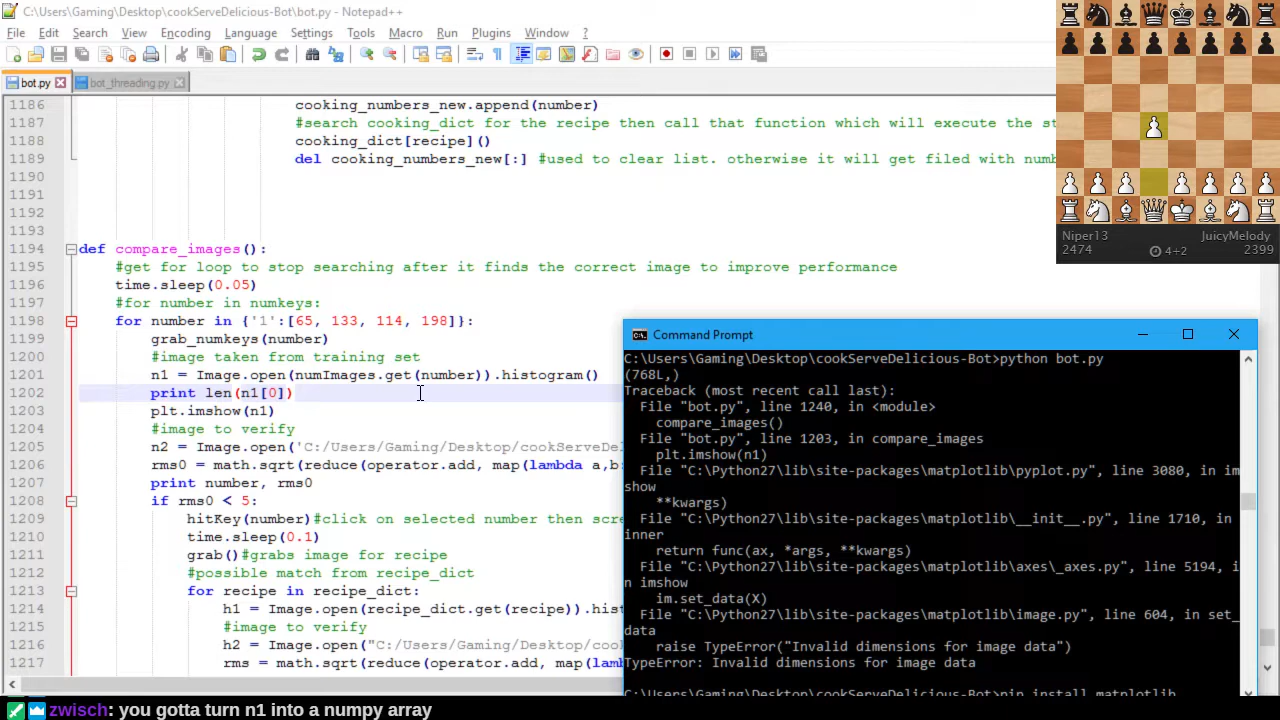 C:\Users\Gaming\Desktop\cookServeDelicious-Bot\bot.py - Notepad++
File Edit Search View Encoding Language Settings Tools Macro Run Plugins Window ?
bot.py bot_threading.py
1186 cooking_numbers_new.append(number)
1187 #search cooking_dict for the recipe then call that function which will execute the st
1188 cooking_dict[recipe]()
1189 del cooking_numbers_new[:] #used to clear list. otherwise it will get filed with numb
1190
1191
1192
1193
1194 def compare_images():
1195 #get for loop to stop searching after it finds the correct image to improve performance
1196 time.sleep(0.05)
1197 #for number in numkeys:
1198 for number in {'1':[65, 133, 114, 198]}:
1199 grab_numkeys(number)
1200 #image taken from training set
1201 n1 = Image.open(numImages.get(number)).histogram()
1202 print len(n1[0])
1203 plt.imshow(n1)
1204 #image to verify
1205 n2 = Image.open('C:/Users/Gaming/Desktop/cookServeDel
1206 rms0 = math.sqrt(reduce(operator.add, map(lambda a,b:
1207 print number, rms0
1208 if rms0 < 5:
1209 hitKey(number)#click on selected number then scre
1210 time.sleep(0.1)
1211 grab()#grabs image for recipe
1212 #possible match from recipe_dict
1213 for recipe in recipe_dict:
1214 h1 = Image.open(recipe_dict.get(recipe)).hist
1215 #image to verify
1216 h2 = Image.open("C:/Users/Gaming/Desktop/cook
1217 rms = math.sqrt(reduce(operator.add, map(lamb
Niper13 JuicyMelody
2474 4+2 2399
Command Prompt
C:\Users\Gaming\Desktop\cookServeDelicious-Bot>python bot.py
(768L,)
Traceback (most recent call last):
File "bot.py", line 1240, in <module>
compare_images()
File "bot.py", line 1203, in compare_images
plt.imshow(n1)
File "C:\Python27\lib\site-packages\matplotlib\pyplot.py", line 3080, in im
show
**kwargs)
File "C:\Python27\lib\site-packages\matplotlib\__init__.py", line 1710, in
inner
return func(ax, *args, **kwargs)
File "C:\Python27\lib\site-packages\matplotlib\axes\_axes.py", line 5194, i
n imshow
im.set_data(X)
File "C:\Python27\lib\site-packages\matplotlib\image.py", line 604, in set_
data
raise TypeError("Invalid dimensions for image data")
TypeError: Invalid dimensions for image data
C:\Users\Gaming\Desktop\cookServeDelicious-Bot>pip install matplotlib
zwisch: you gotta turn n1 into a numpy array